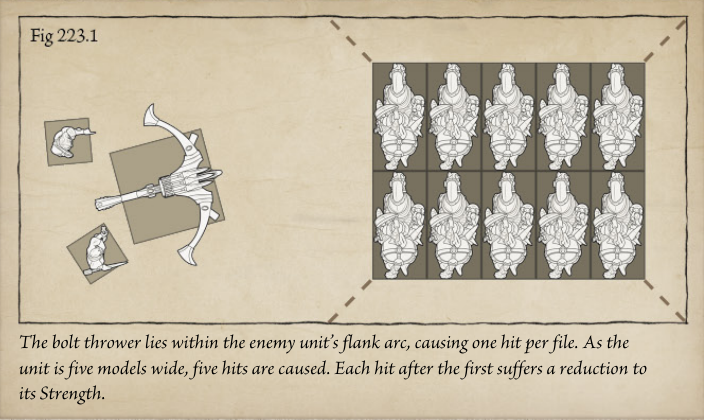 Fig 223.1
The bolt thrower lies within the enemy unit's flank arc, causing one hit per file. As the
unit is five models wide, five hits are caused. Each hit after the first suffers a reduction to
its Strength.